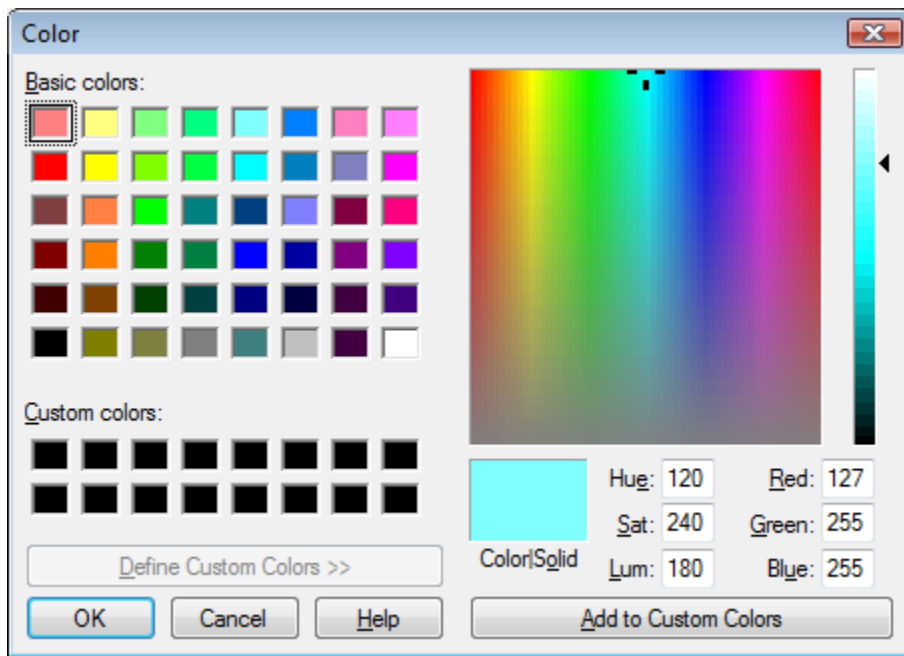 Color
Basic colors:
Custom colors:
Define Custom Colors >>
OK Cancel Help
Color|Solid
Hue: 120 Red: 127
Sat: 240 Green: 255
Lum: 180 Blue: 255
Add to Custom Colors